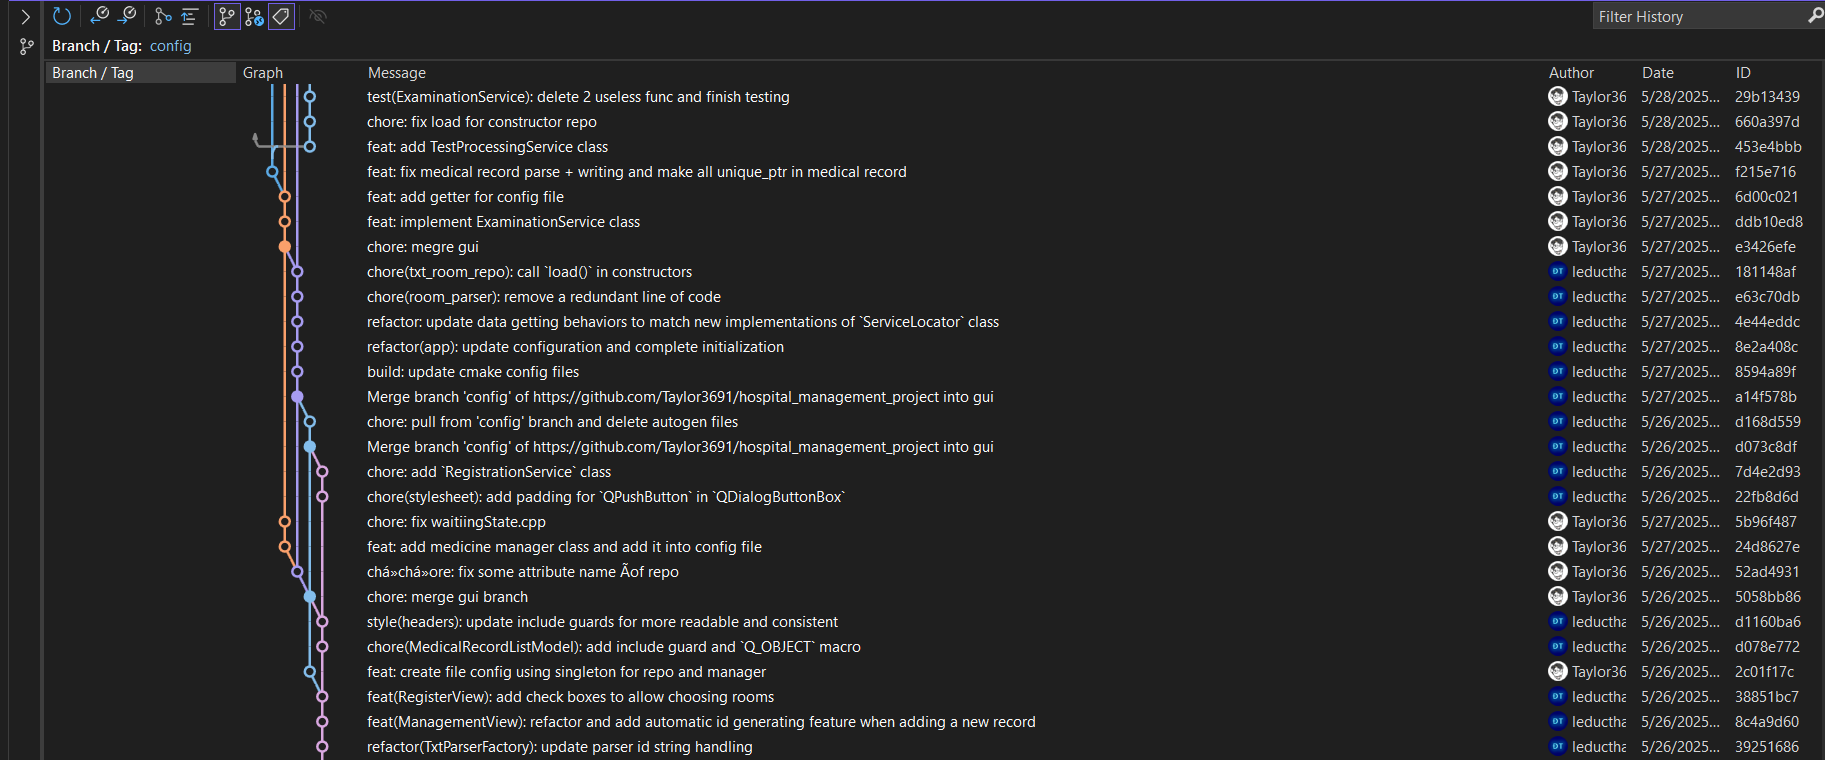 Filter History
Branch / Tag: config
Branch / Tag Graph Message Author Date ID
test(ExaminationService): delete 2 useless func and finish testing Taylor36 5/28/2025... 29b13439
chore: fix load for constructor repo Taylor36 5/28/2025... 660a397d
feat: add TestProcessingService class Taylor36 5/28/2025... 453e4bbb
feat: fix medical record parse + writing and make all unique_ptr in medical record Taylor36 5/27/2025... f215e716
feat: add getter for config file Taylor36 5/27/2025... 6d00c021
feat: implement ExaminationService class Taylor36 5/27/2025... ddb10ed8
chore: megre gui Taylor36 5/27/2025... e3426efe
chore(txt_room_repo): call `load()` in constructors DT leductha 5/27/2025... 181148af
chore(room_parser): remove a redundant line of code DT leductha 5/27/2025... e63c70db
refactor: update data getting behaviors to match new implementations of `ServiceLocator` class DT leductha 5/27/2025... 4e44eddc
refactor(app): update configuration and complete initialization DT leductha 5/27/2025... 8e2a408c
build: update cmake config files DT leductha 5/27/2025... 8594a89f
Merge branch 'config' of https://github.com/Taylor3691/hospital_management_project into gui DT leductha 5/27/2025... a14f578b
chore: pull from 'config' branch and delete autogen files DT leductha 5/26/2025... d168d559
Merge branch 'config' of https://github.com/Taylor3691/hospital_management_project into gui DT leductha 5/26/2025... d073c8df
chore: add `RegistrationService` class DT leductha 5/26/2025... 7d4e2d93
chore(stylesheet): add padding for `QPushButton` in `QDialogButtonBox` DT leductha 5/26/2025... 22fb8d6d
chore: fix waitiingState.cpp Taylor36 5/27/2025... 5b96f487
feat: add medicine manager class and add it into config file Taylor36 5/27/2025... 24d8627e
chá»chá»ore: fix some attribute name Ãof repo Taylor36 5/26/2025... 52ad4931
chore: merge gui branch Taylor36 5/26/2025... 5058bb86
style(headers): update include guards for more readable and consistent DT leductha 5/26/2025... d1160ba6
chore(MedicalRecordListModel): add include guard and `Q_OBJECT` macro DT leductha 5/26/2025... d078e772
feat: create file config using singleton for repo and manager Taylor36 5/26/2025... 2c01f17c
feat(RegisterView): add check boxes to allow choosing rooms DT leductha 5/26/2025... 38851bc7
feat(ManagementView): refactor and add automatic id generating feature when adding a new record DT leductha 5/26/2025... 8c4a9d60
refactor(TxtParserFactory): update parser id string handling DT leductha 5/26/2025... 39251686